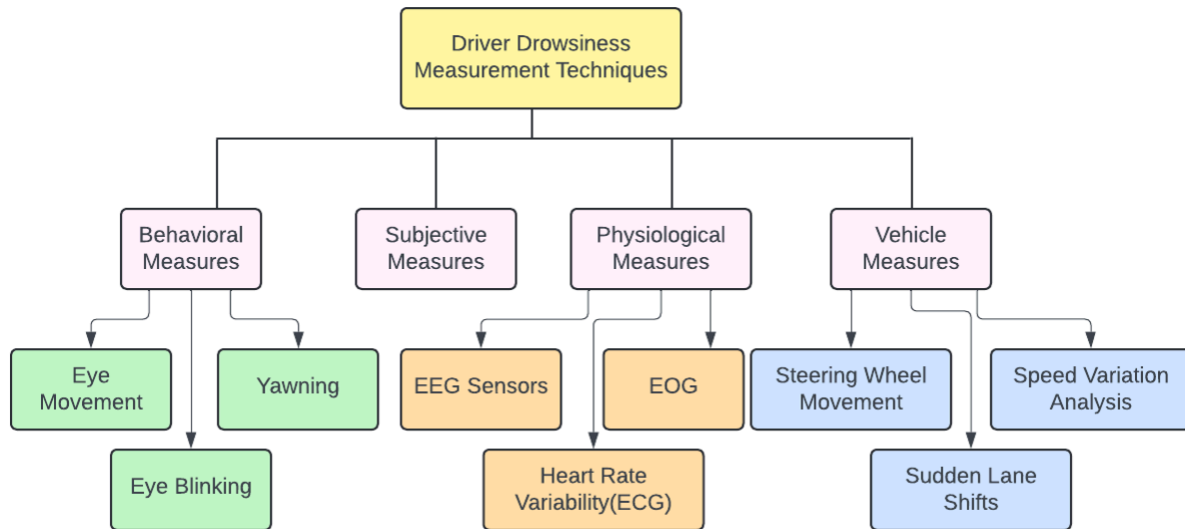 Driver Drowsiness
Measurement Techniques
Behavioral
Measures
Subjective
Measures
Physiological
Measures
Vehicle
Measures
Eye
Movement
Yawning
EEG Sensors
EOG
Steering Wheel
Movement
Speed Variation
Analysis
Eye Blinking
Heart Rate
Variability(ECG)
Sudden Lane
Shifts